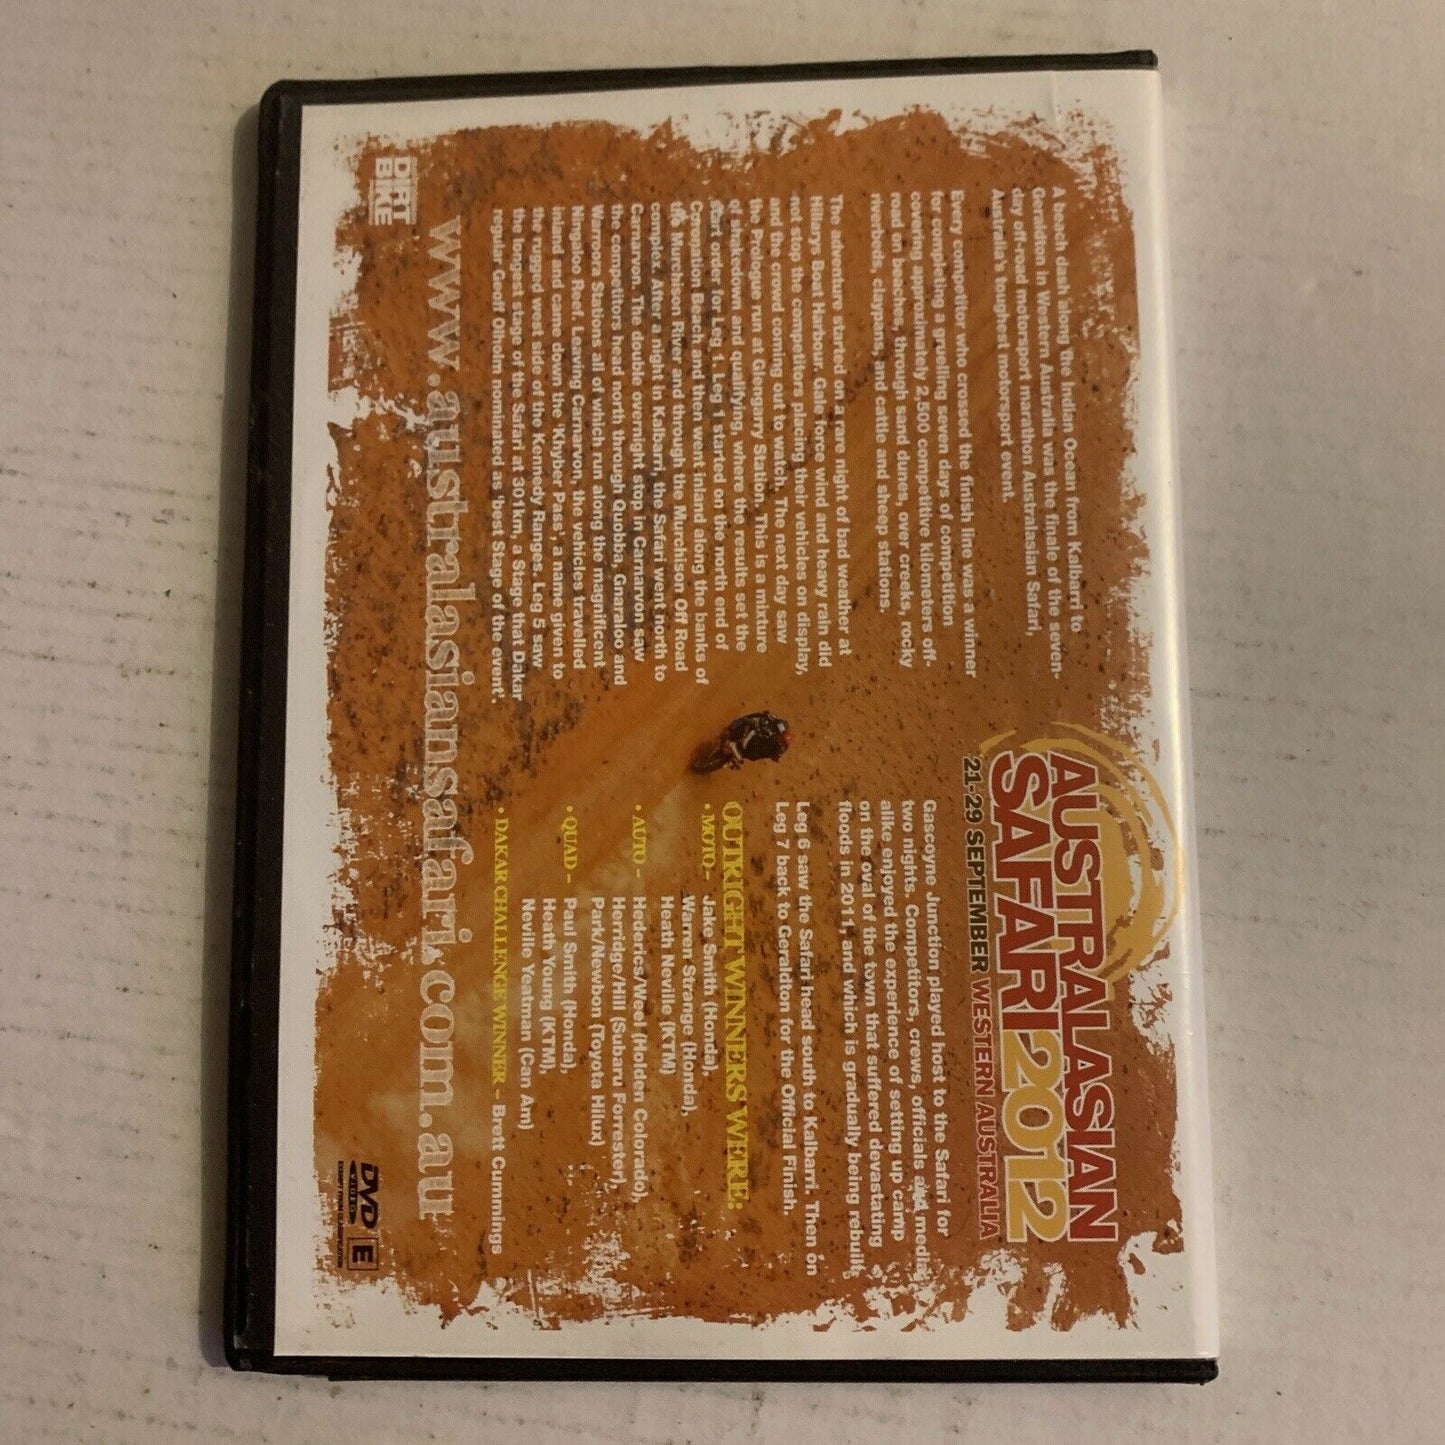 A beach dash along the Indian Ocean from Kalbarri to
Geraldton in Western Australia was the finale of the seven-
day off-road motorsport marathon Australasian Safari,
Australia's toughest motorsport event.
Every competitor who crossed the finish line was a winner
for completing a gruelling seven days of competition
covering approximately 2,500 competitive kilometers off-
road on beaches, through sand dunes, over creeks, rocky
riverbeds, claypans, and cattle and sheep stations.
The adventure started on a gear night of bad weather at
Hillarys Boat Harbour. Gale force wind and heavy rain did
not stop the competitors placing their vehicles on display,
and the crowd coming out to watch. The next day saw
the Prologue run at Glengarry Station. This is a mixture
of shakedown and qualifying, where the results set the
start order for Leg 1. Leg 1 started on the north end of
Coronation Beach and then went inland along the banks of
the Murchison River and through the Murchison Off Road
complex. After a night at Kalbarri, the Safari went north to
Carnarvon. The double overnight stop in Carnarvon saw
the competitors head north through Quobba, Gnaraloo and
Warroora Stations, all of which run along the magnificent
Ningaloo Reef. Leaving Carnarvon, the vehicles travelled
inland and came down the 'Khyber Pass', a name given to
the rugged west side of the Kennedy Ranges. Leg 5 saw
the longest stage of the Safari at 301km, a Stage that Dakar
regular Geoff Olholm nominated as 'best Stage of the event'.
AUSTRALASIAN
SAFARI 2012
21-29 SEPTEMBER WESTERN AUSTRALIA
Gascoyne Junction played host to the Safari for
two nights. Competitors, crews, officials and media
alike enjoyed the experience of setting up camp
on the oval of the town that suffered devastating
floods in 2011, and which is gradually being rebuilt.
Leg 6 saw the Safari head south to Kalbarri. Then on
Leg 7 back to Geraldton for the Official Finish.
OUTRIGHT WINNERS WERE:
• MOTO – Jake Smith (Honda),
Warren Strange (Honda),
Heath Neville (KTM)
• AUTO – Hederics/Weel (Holden Colorado),
Herridge/Hill (Subaru Forrester),
Park/Newbon (Toyota Hilux)
• QUAD – Paul Smith (Honda),
Heath Young (KTM),
Neville Yeatman (Can Am)
• DAKAR CHALLENGE WINNER – Brett Cummings
DIRT
BIKE
www.australasiansafari.com.au
DVD
VIDEO
EXEMPT FROM CLASSIFICATION
E